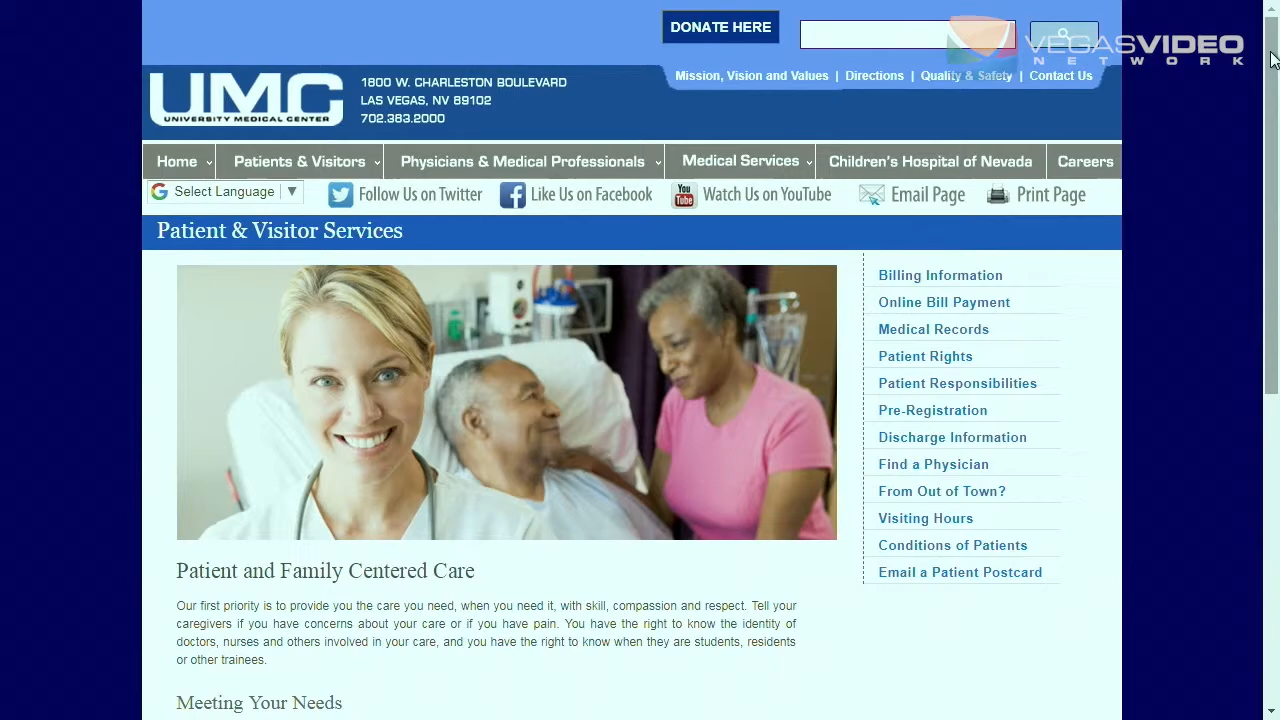 DONATE HERE
VEGASVIDEO
NETWORK
Mission, Vision and Values | Directions | Quality & Safety | Contact Us
UMC
UNIVERSITY MEDICAL CENTER
1800 W. CHARLESTON BOULEVARD
LAS VEGAS, NV 89102
702.383.2000
Home Patients & Visitors Physicians & Medical Professionals Medical Services Children's Hospital of Nevada Careers
G Select Language ▼ Follow Us on Twitter Like Us on Facebook You Tube Watch Us on YouTube Email Page Print Page
Patient & Visitor Services
Billing Information
Online Bill Payment
Medical Records
Patient Rights
Patient Responsibilities
Pre-Registration
Discharge Information
Find a Physician
From Out of Town?
Visiting Hours
Conditions of Patients
Email a Patient Postcard
Patient and Family Centered Care
Our first priority is to provide you the care you need, when you need it, with skill, compassion and respect. Tell your
caregivers if you have concerns about your care or if you have pain. You have the right to know the identity of
doctors, nurses and others involved in your care, and you have the right to know when they are students, residents
or other trainees.
Meeting Your Needs